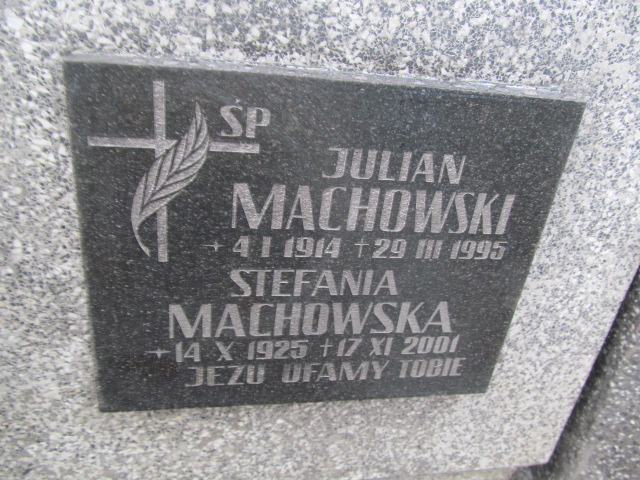 ŚP
JULIAN
MACHOWSKI
+ 4 I 1914 + 29 III 1995
STEFANIA
MACHOWSKA
+ 14 X 1925 + 17 XI 2001
JEZU UFAMY TOBIE